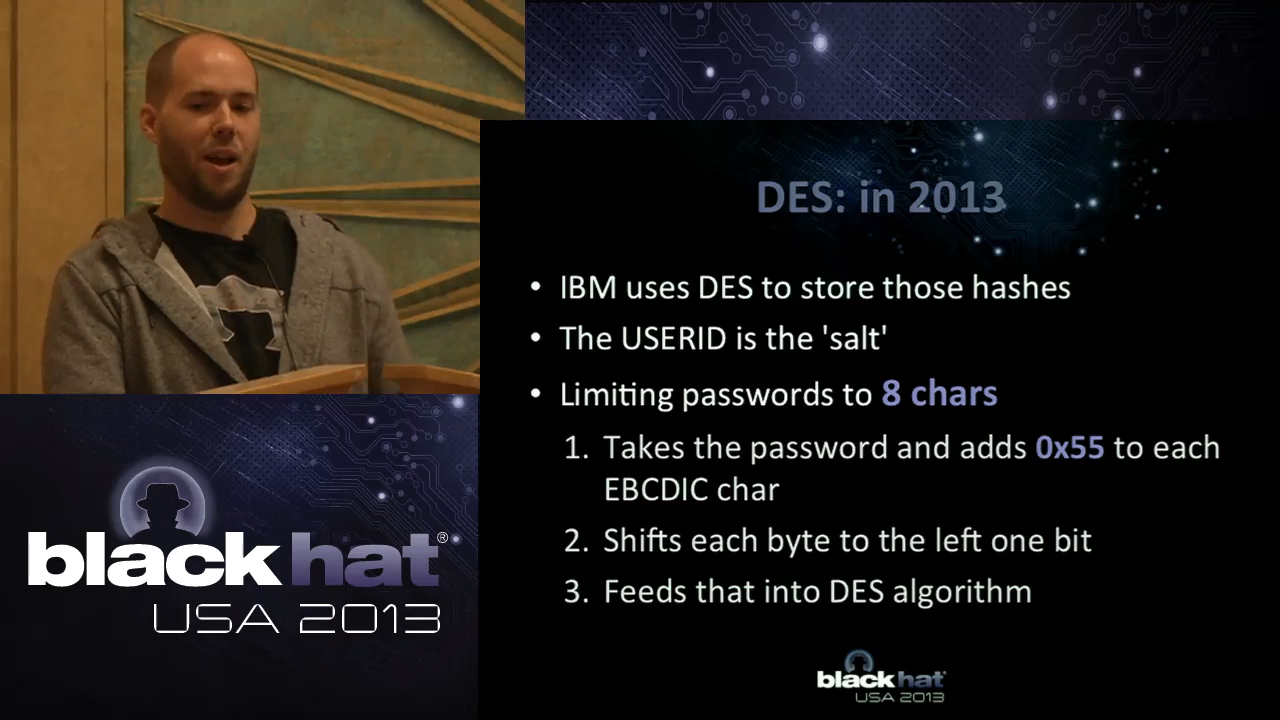 DES: in 2013
• IBM uses DES to store those hashes
• The USERID is the 'salt'
• Limiting passwords to 8 chars
1. Takes the password and adds 0x55 to each
EBCDIC char
2. Shifts each byte to the left one bit
3. Feeds that into DES algorithm
black hat®
USA 2013
black hat®
USA 2013